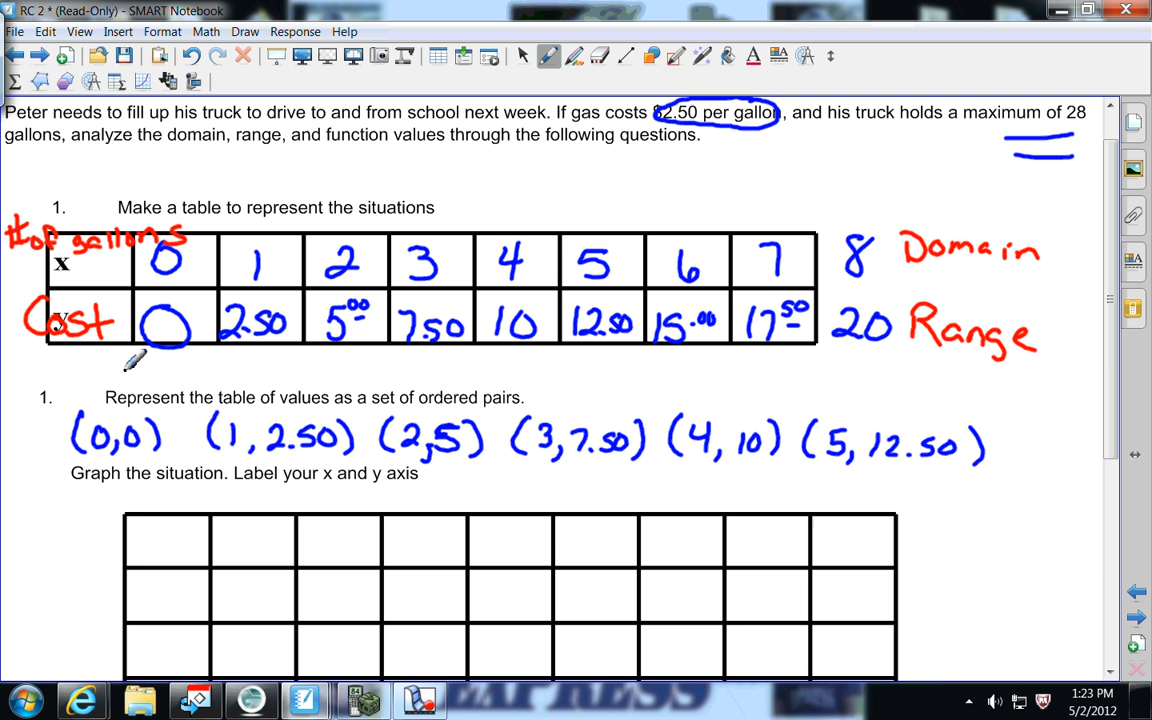 RC 2 * (Read-Only) - SMART Notebook
File Edit View Insert Format Math Draw Response Help
Peter needs to fill up his truck to drive to and from school next week. If gas costs $2.50 per gallon, and his truck holds a maximum of 28
gallons, analyze the domain, range, and function values through the following questions.
1. Make a table to represent the situations
# of gallons
x 0 1 2 3 4 5 6 7 8 Domain
Cost y 0 2.50 5.00 7.50 10 12.50 15.00 17.50 20 Range
1. Represent the table of values as a set of ordered pairs.
(0,0) (1, 2.50) (2,5) (3,7.50) (4, 10) (5, 12.50)
Graph the situation. Label your x and y axis
EXPRESS
1:23 PM
5/2/2012